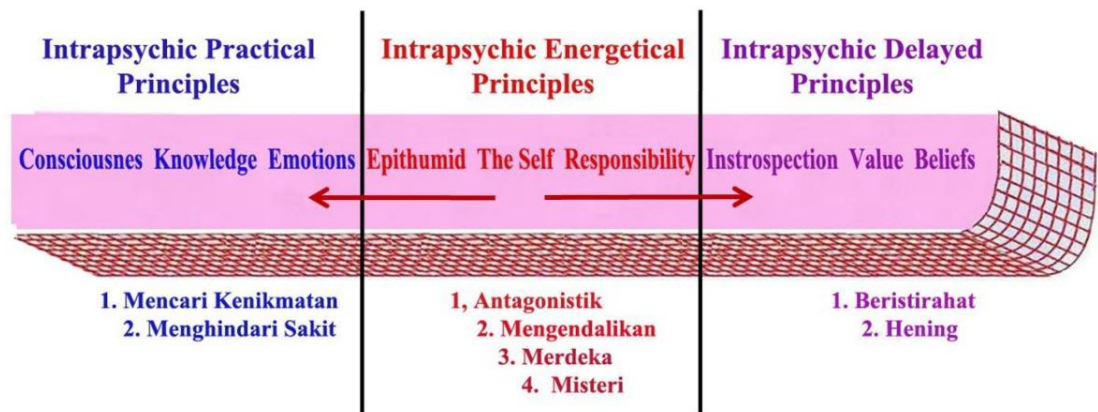 Intrapsychic Practical
Principles
Intrapsychic Energetical
Principles
Intrapsychic Delayed
Principles
Consciousnes Knowledge Emotions
Epithumid The Self Responsibility
Instrospection Value Beliefs
1. Mencari Kenikmatan
2. Menghindari Sakit
1, Antagonistik
2. Mengendalikan
3. Merdeka
4. Misteri
1. Beristirahat
2. Hening